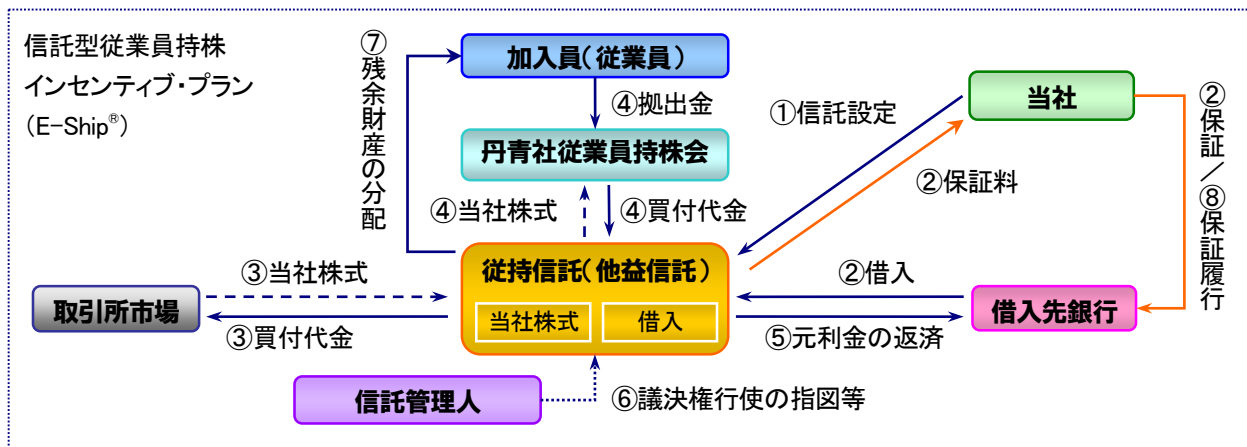 信託型従業員持株
インセンティブ・プラン
(E-Ship®)
⑦残余財産の分配
加入員(従業員)
④拠出金
丹青社従業員持株会
④当社株式
④買付代金
①信託設定
当社
②保証料
②保証/⑧保証履行
③当社株式
取引所市場
③買付代金
従持信託(他益信託)
当社株式
借入
②借入
借入先銀行
⑤元利金の返済
信託管理人
⑥議決権行使の指図等